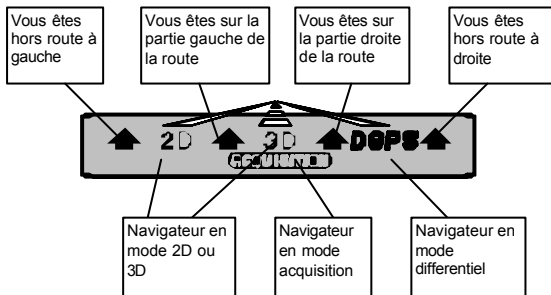 Vous êtes
hors route à
gauche
Vous êtes sur la
partie gauche de
la route
Vous êtes sur
la partie droite
de la route
Vous êtes
hors route à
droite
2D
3D
DGPS
ACQUISITION
Navigateur en
mode 2D ou
3D
Navigateur
en mode
acquisition
Navigateur en
mode
differentiel